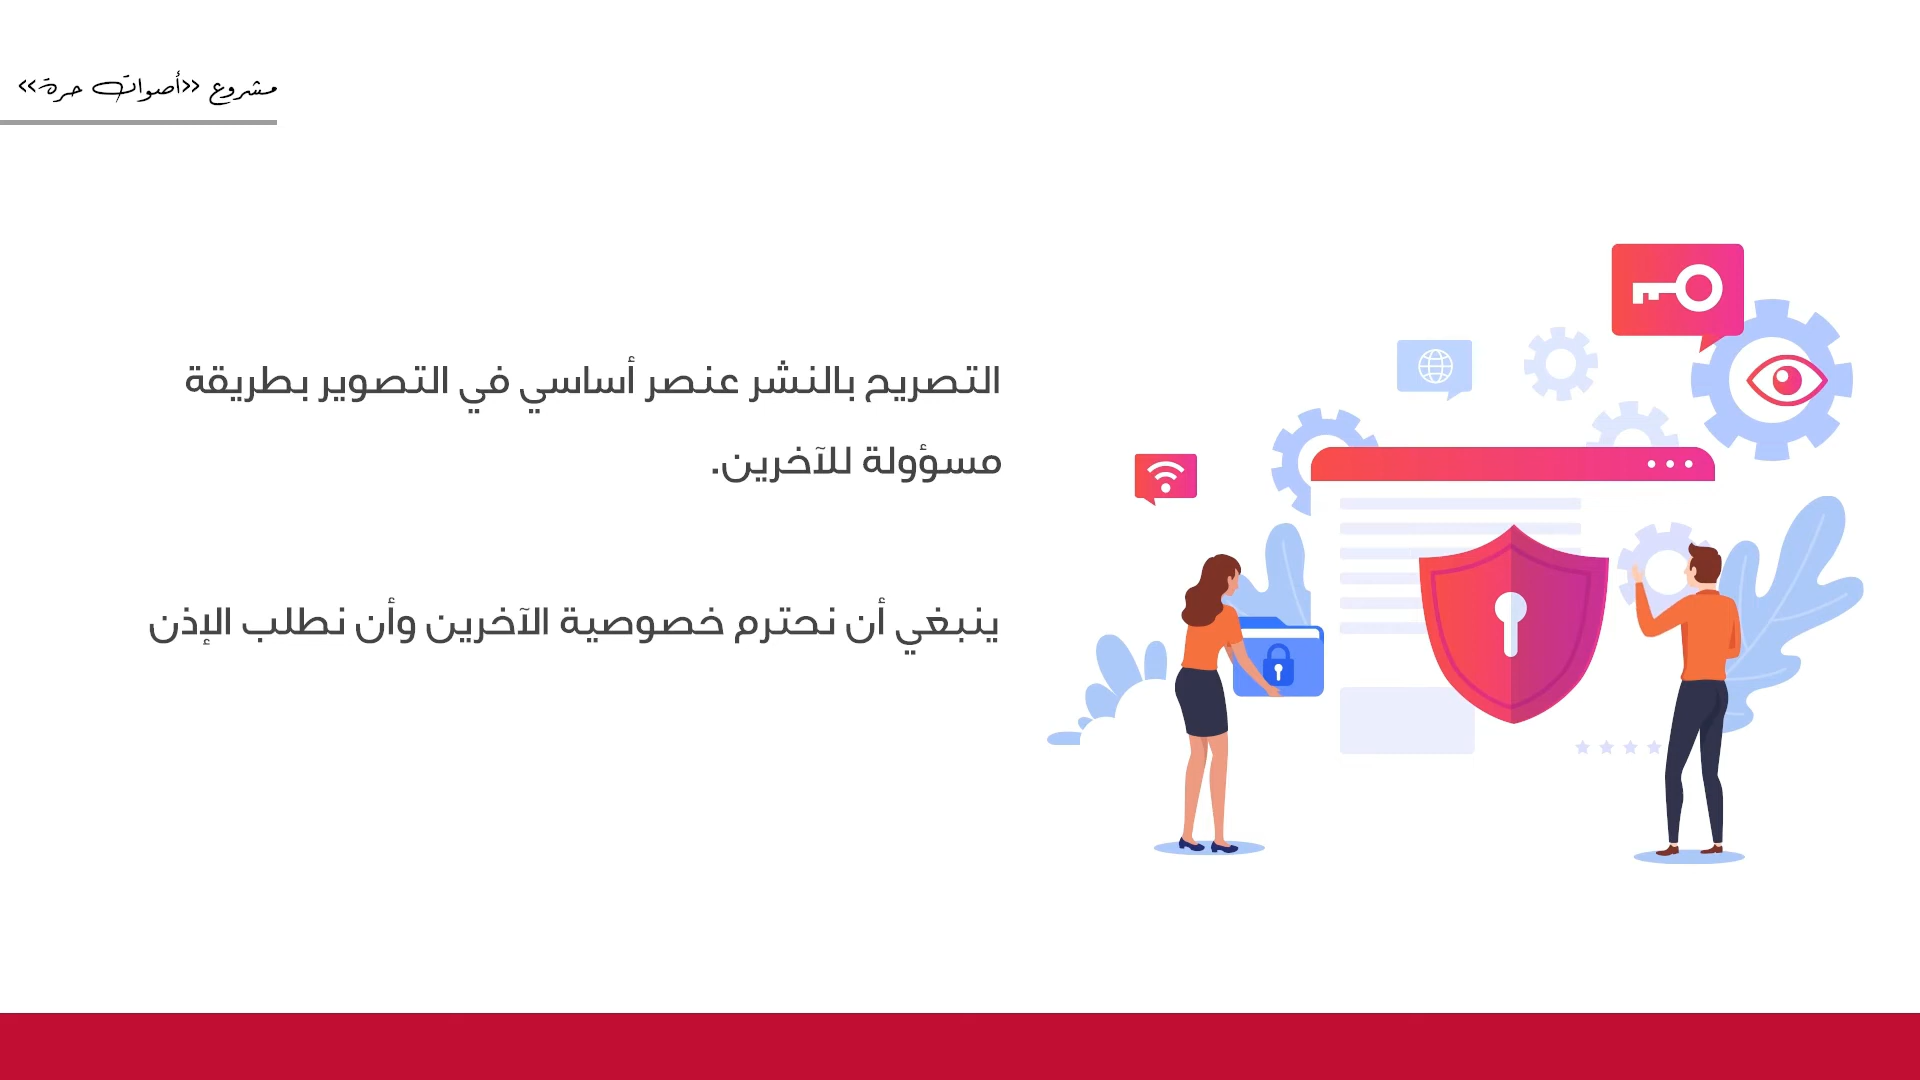 مشروع <<أصوات حرة>>
التصريح بالنشر عنصر أساسي في التصوير بطريقة
مسؤولة للآخرين.
ينبغي أن نحترم خصوصية الآخرين وأن نطلب الإذن